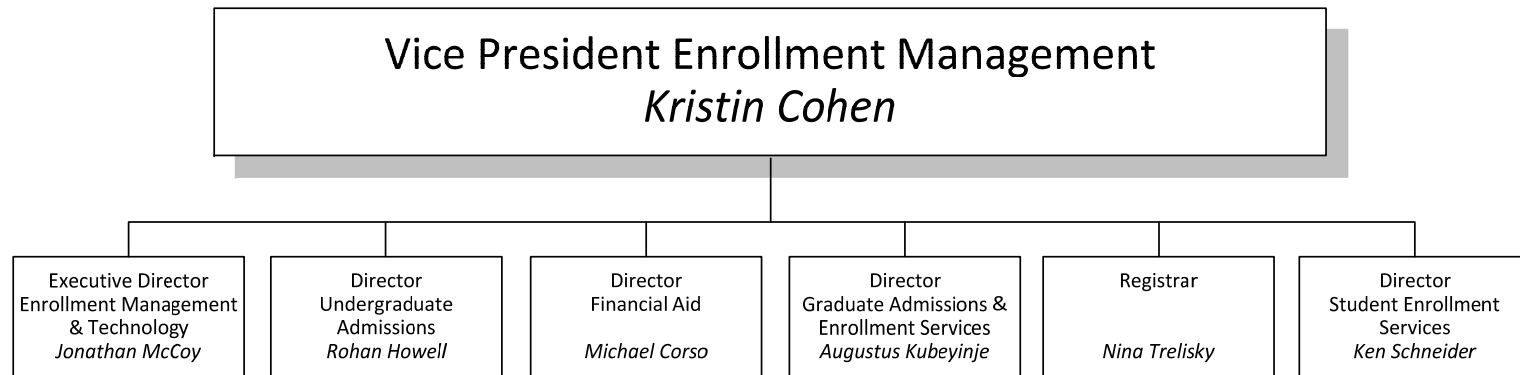 Vice President Enrollment Management
Kristin Cohen
Executive Director
Enrollment Management
& Technology
Jonathan McCoy
Director
Undergraduate
Admissions
Rohan Howell
Director
Financial Aid
Michael Corso
Director
Graduate Admissions &
Enrollment Services
Augustus Kubeyinje
Registrar
Nina Trelisky
Director
Student Enrollment
Services
Ken Schneider